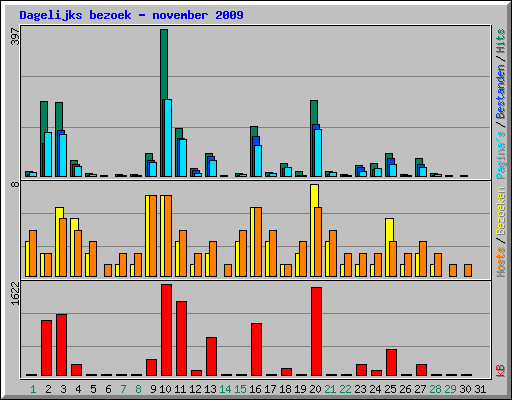 Dagelijks bezoek - november 2009
397
8
1622
Hosts / Bezoeken Pagina's / Bestanden / Hits
kB
1 2 3 4 5 6 7 8 9 10 11 12 13 14 15 16 17 18 19 20 21 22 23 24 25 26 27 28 29 30 31